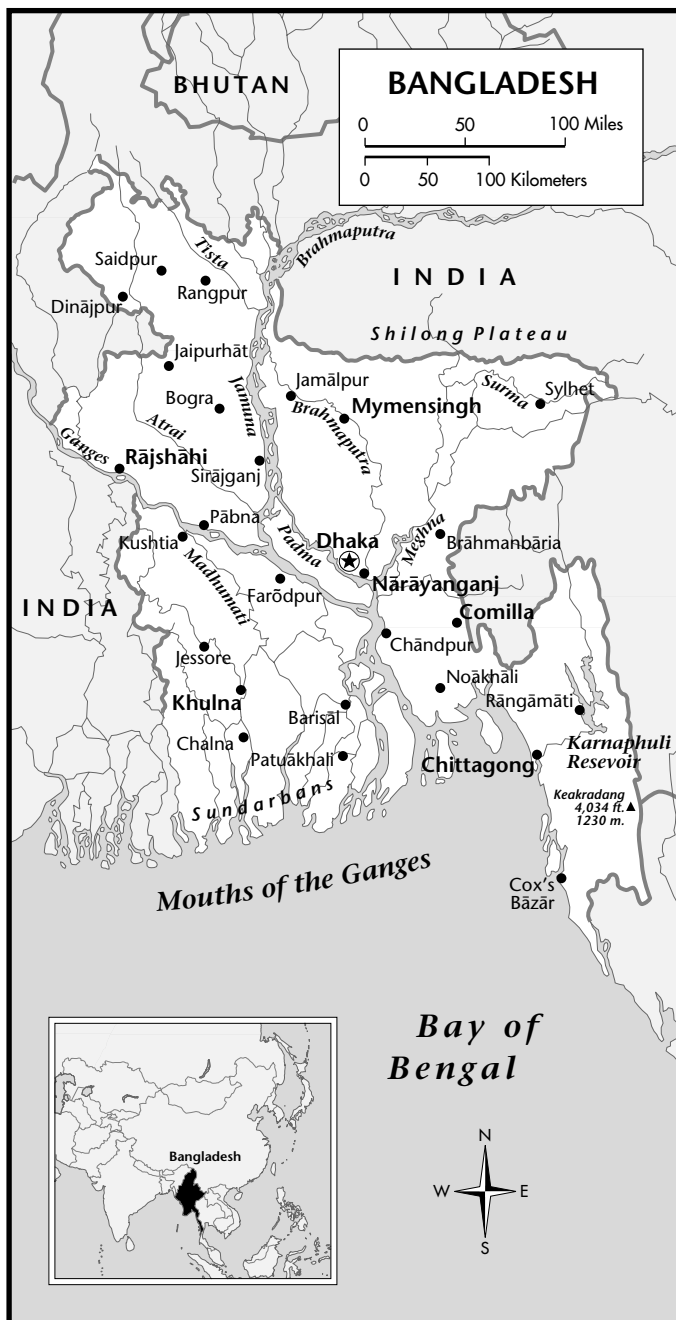 BHUTAN
BANGLADESH
0 50 100 Miles
0 50 100 Kilometers
Brahmaputra
Tista
Saidpur
Rangpur
Dinājpur
INDIA
Shilong Plateau
Jaipurhāt
Jamuna
Jamālpur
Surma
Sylhet
Bogra
Brahmaputra
Mymensingh
Atrai
Ganges
Rājshāhi
Sirājganj
Pābna
Padma
Dhaka
Meghna
Kushtia
Brāhmanbāria
Madhumati
Farōdpur
Nārāyanganj
INDIA
Comilla
Chāndpur
Jessore
Noākhāli
Khulna
Barisāl
Rāngāmāti
Chalna
Patuākhali
Chittagong
Karnaphuli
Resevoir
Sundarbans
Keakradang
4,034 ft.
1230 m.
Mouths of the Ganges
Cox's
Bāzār
Bay of
Bengal
Bangladesh
N
W E
S